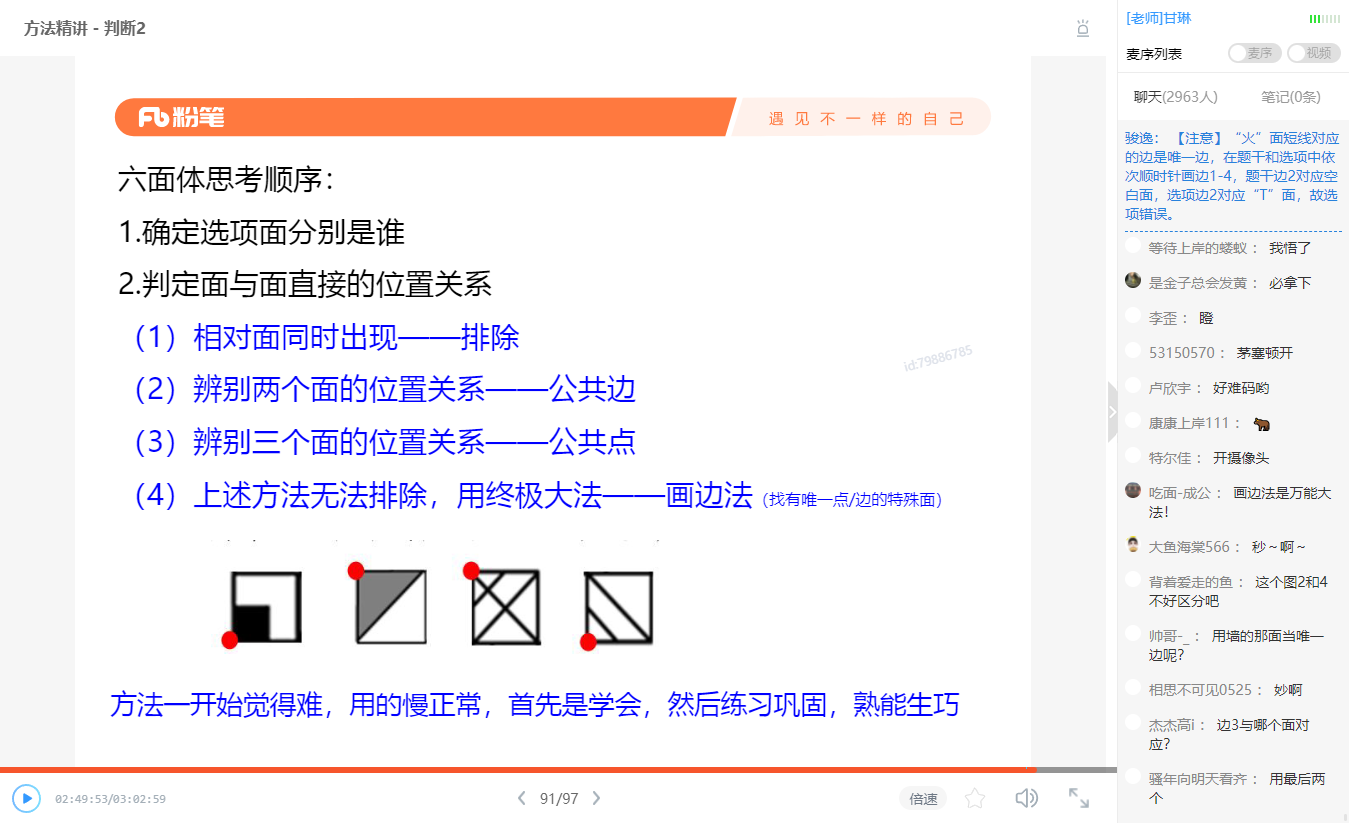 方法精讲 - 判断2
粉笔
遇见不一样的自己
六面体思考顺序：
1.确定选项面分别是谁
2.判定面与面直接的位置关系
（1）相对面同时出现——排除
（2）辨别两个面的位置关系——公共边
（3）辨别三个面的位置关系——公共点
（4）上述方法无法排除，用终极大法——画边法（找有唯一点/边的特殊面）
id:79886785
方法一开始觉得难，用的慢正常，首先是学会，然后练习巩固，熟能生巧
02:49:53/03:02:59
91/97
倍速
[老师]甘琳
麦序列表
麦序
视频
聊天(2963人)
笔记(0条)
骏逸： 【注意】“火”面短线对应
的边是唯一边，在题干和选项中依
次顺时针画边1-4，题干边2对应空
白面，选项边2对应“T”面，故选
项错误。
等待上岸的蝼蚁： 我悟了
是金子总会发黄： 必拿下
李歪： 瞪
53150570： 茅塞顿开
卢欣宇： 好难码哟
康康上岸111：
特尔佳： 开摄像头
吃面-成公： 画边法是万能大
法！
大鱼海棠566： 秒～啊～
背着爱走的鱼： 这个图2和4
不好区分吧
帅哥-_： 用墙的那面当唯一
边呢？
相思不可见0525： 妙啊
杰杰高i： 边3与哪个面对
应？
骚年向明天看齐： 用最后两
个